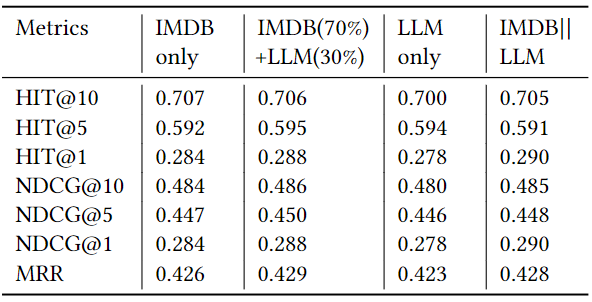 Metrics IMDB IMDB(70%) LLM IMDB||
only +LLM(30%) only LLM
HIT@10 0.707 0.706 0.700 0.705
HIT@5 0.592 0.595 0.594 0.591
HIT@1 0.284 0.288 0.278 0.290
NDCG@10 0.484 0.486 0.480 0.485
NDCG@5 0.447 0.450 0.446 0.448
NDCG@1 0.284 0.288 0.278 0.290
MRR 0.426 0.429 0.423 0.428